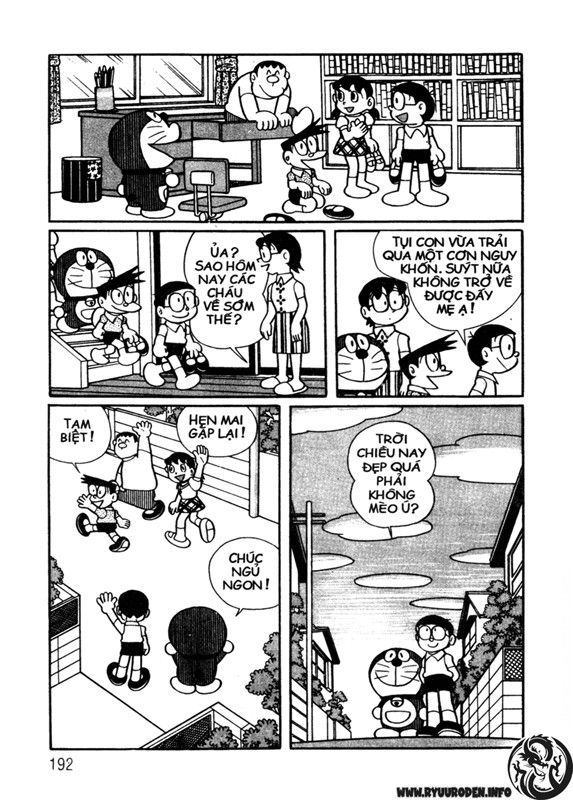 ỦA?
SAO HÔM
NAY CÁC
CHÁU
VỀ SỚM
THẾ?
TỤI CON VỪA TRẢI
QUA MỘT CƠN NGUY
KHỐN. SUÝT NỮA
KHÔNG TRỞ VỀ
ĐƯỢC ĐẤY
MẸ Ạ!
TẠM
BIỆT!
HẸN MAI
GẶP LẠI!
CHÚC
NGỦ
NGON!
TRỜI
CHIỀU NAY
ĐẸP QUÁ
PHẢI
KHÔNG
MÈO Ú?
192
WWW.RYUURODEN.INFO